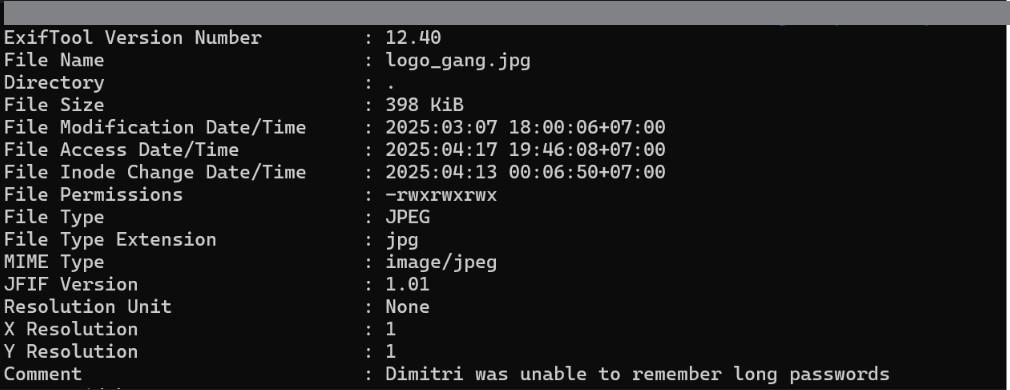 ExifTool Version Number : 12.40
File Name : logo_gang.jpg
Directory : .
File Size : 398 KiB
File Modification Date/Time : 2025:03:07 18:00:06+07:00
File Access Date/Time : 2025:04:17 19:46:08+07:00
File Inode Change Date/Time : 2025:04:13 00:06:50+07:00
File Permissions : -rwxrwxrwx
File Type : JPEG
File Type Extension : jpg
MIME Type : image/jpeg
JFIF Version : 1.01
Resolution Unit : None
X Resolution : 1
Y Resolution : 1
Comment : Dimitri was unable to remember long passwords